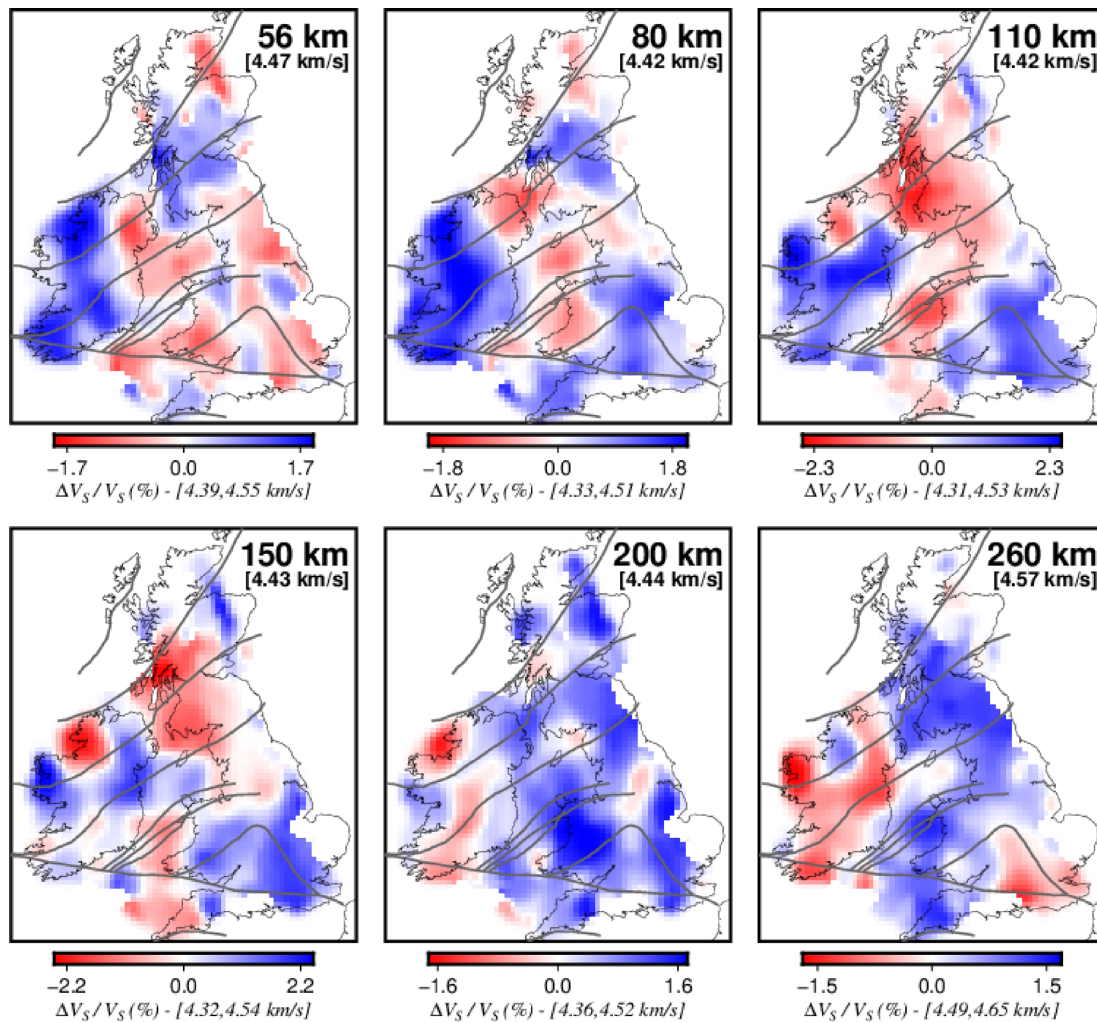 56 km
[4.47 km/s]
80 km
[4.42 km/s]
110 km
[4.42 km/s]
−1.7 0.0 1.7
ΔV_S / V_S (%) - [4.39,4.55 km/s]
−1.8 0.0 1.8
ΔV_S / V_S (%) - [4.33,4.51 km/s]
−2.3 0.0 2.3
ΔV_S / V_S (%) - [4.31,4.53 km/s]
150 km
[4.43 km/s]
200 km
[4.44 km/s]
260 km
[4.57 km/s]
−2.2 0.0 2.2
ΔV_S / V_S (%) - [4.32,4.54 km/s]
−1.6 0.0 1.6
ΔV_S / V_S (%) - [4.36,4.52 km/s]
−1.5 0.0 1.5
ΔV_S / V_S (%) - [4.49,4.65 km/s]